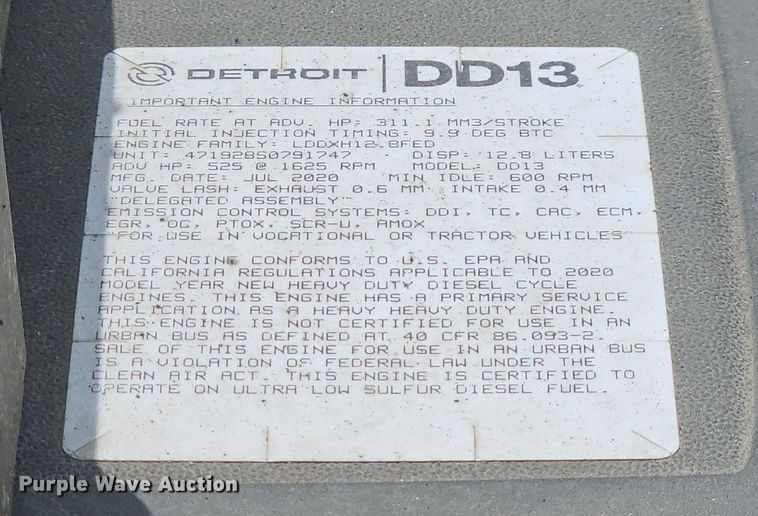 DETROIT | DD13
IMPORTANT ENGINE INFORMATION
FUEL RATE AT ADV. HP: 311.1 MM3/STROKE
INITIAL INJECTION TIMING: 9.9 DEG BTC
ENGINE FAMILY: LDDXH12.8FED
UNIT: 471928S0791747 DISP: 12.8 LITERS
ADV HP: 525 @ 1625 RPM MODEL: DD13
MFG. DATE: JUL 2020 MIN IDLE: 600 RPM
VALVE LASH: EXHAUST 0.6 MM INTAKE 0.4 MM
"DELEGATED ASSEMBLY"
EMISSION CONTROL SYSTEMS: DDI, TC, CAC, ECM,
EGR, OC, PTOX, SCR-U, AMOX
"FOR USE IN VOCATIONAL OR TRACTOR VEHICLES"
THIS ENGINE CONFORMS TO U.S. EPA AND
CALIFORNIA REGULATIONS APPLICABLE TO 2020
MODEL YEAR NEW HEAVY DUTY DIESEL CYCLE
ENGINES. THIS ENGINE HAS A PRIMARY SERVICE
APPLICATION AS A HEAVY HEAVY DUTY ENGINE.
THIS ENGINE IS NOT CERTIFIED FOR USE IN AN
URBAN BUS AS DEFINED AT 40 CFR 86.093-2.
SALE OF THIS ENGINE FOR USE IN AN URBAN BUS
IS A VIOLATION OF FEDERAL LAW UNDER THE
CLEAN AIR ACT. THIS ENGINE IS CERTIFIED TO
OPERATE ON ULTRA LOW SULFUR DIESEL FUEL.
Purple Wave Auction